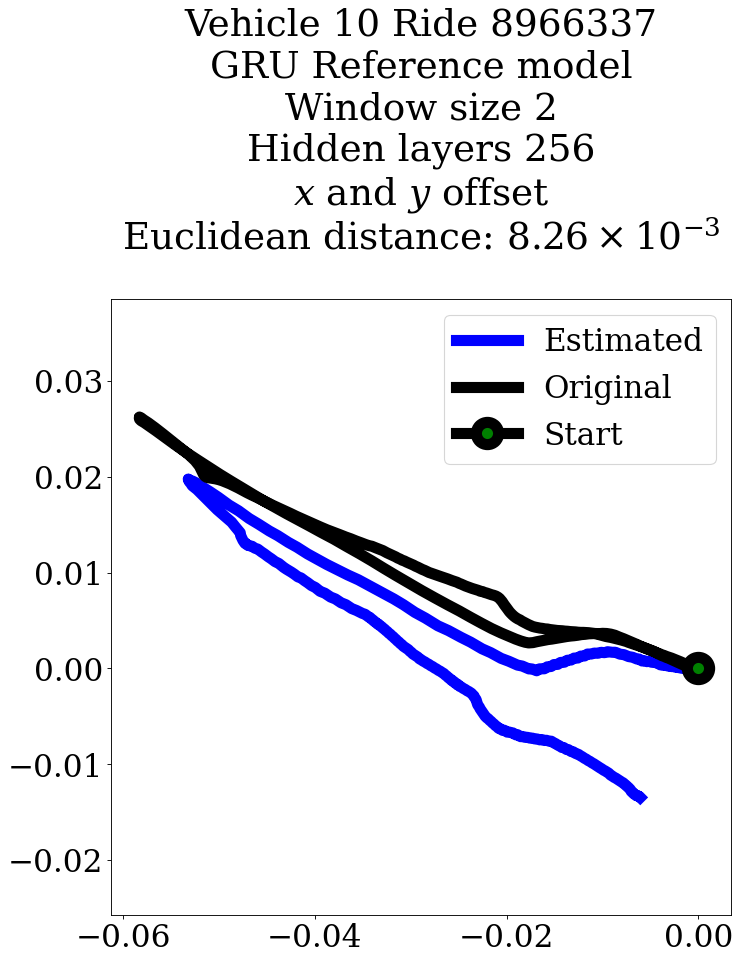 Vehicle 10 Ride 8966337
GRU Reference model
Window size 2
Hidden layers 256
x and y offset
Euclidean distance: 8.26 × 10⁻³
Estimated
Original
Start
0.03
0.02
0.01
0.00
−0.01
−0.02
−0.06 −0.04 −0.02 0.00